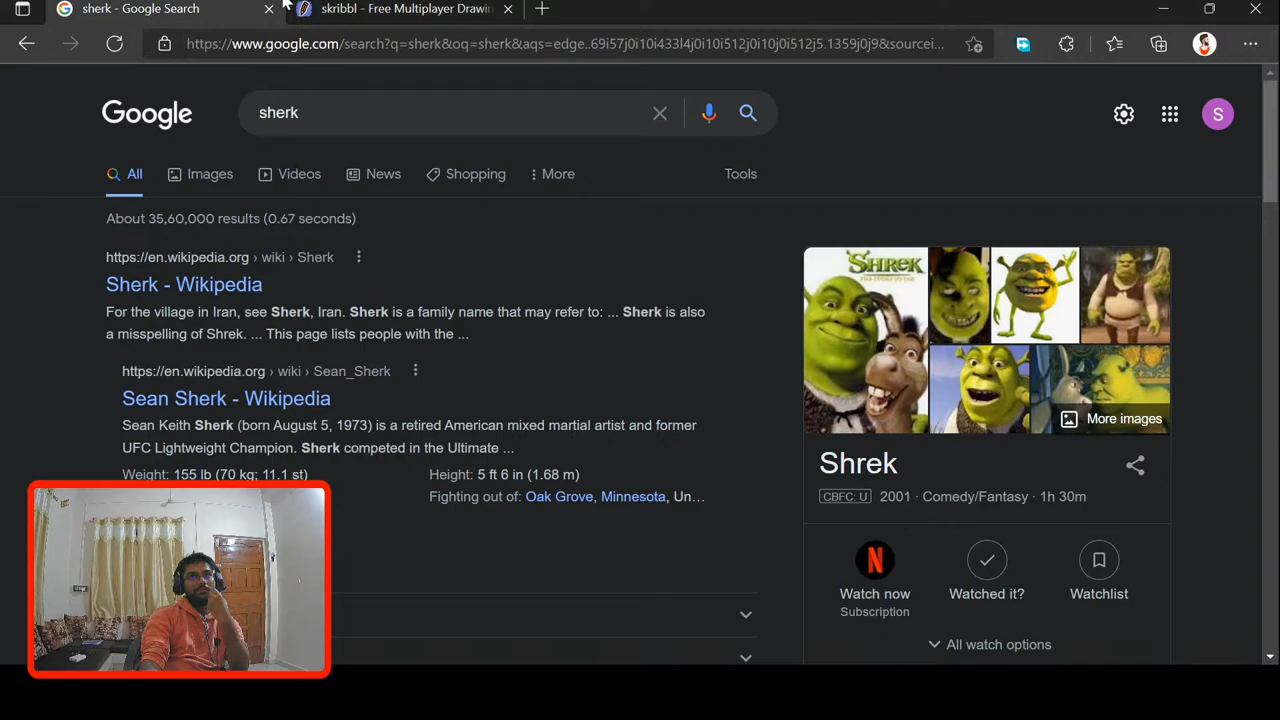 sherk - Google Search
skribbl - Free Multiplayer Drawin
https://www.google.com/search?q=sherk&oq=sherk&aqs=edge..69i57j0i10i433l4j0i10i512j0i10j0i512j5.1359j0j9&sourcei...
Google
sherk
S
All
Images
Videos
News
Shopping
More
Tools
About 35,60,000 results (0.67 seconds)
https://en.wikipedia.org › wiki › Sherk
Sherk - Wikipedia
For the village in Iran, see Sherk, Iran. Sherk is a family name that may refer to: ... Sherk is also
a misspelling of Shrek. ... This page lists people with the ...
https://en.wikipedia.org › wiki › Sean_Sherk
Sean Sherk - Wikipedia
Sean Keith Sherk (born August 5, 1973) is a retired American mixed martial artist and former
UFC Lightweight Champion. Sherk competed in the Ultimate ...
Weight: 155 lb (70 kg; 11.1 st)
Height: 5 ft 6 in (1.68 m)
Fighting out of: Oak Grove, Minnesota, Un...
SHREK
More images
Shrek
CBFC: U
2001 · Comedy/Fantasy · 1h 30m
N
Watch now
Subscription
Watched it?
Watchlist
All watch options